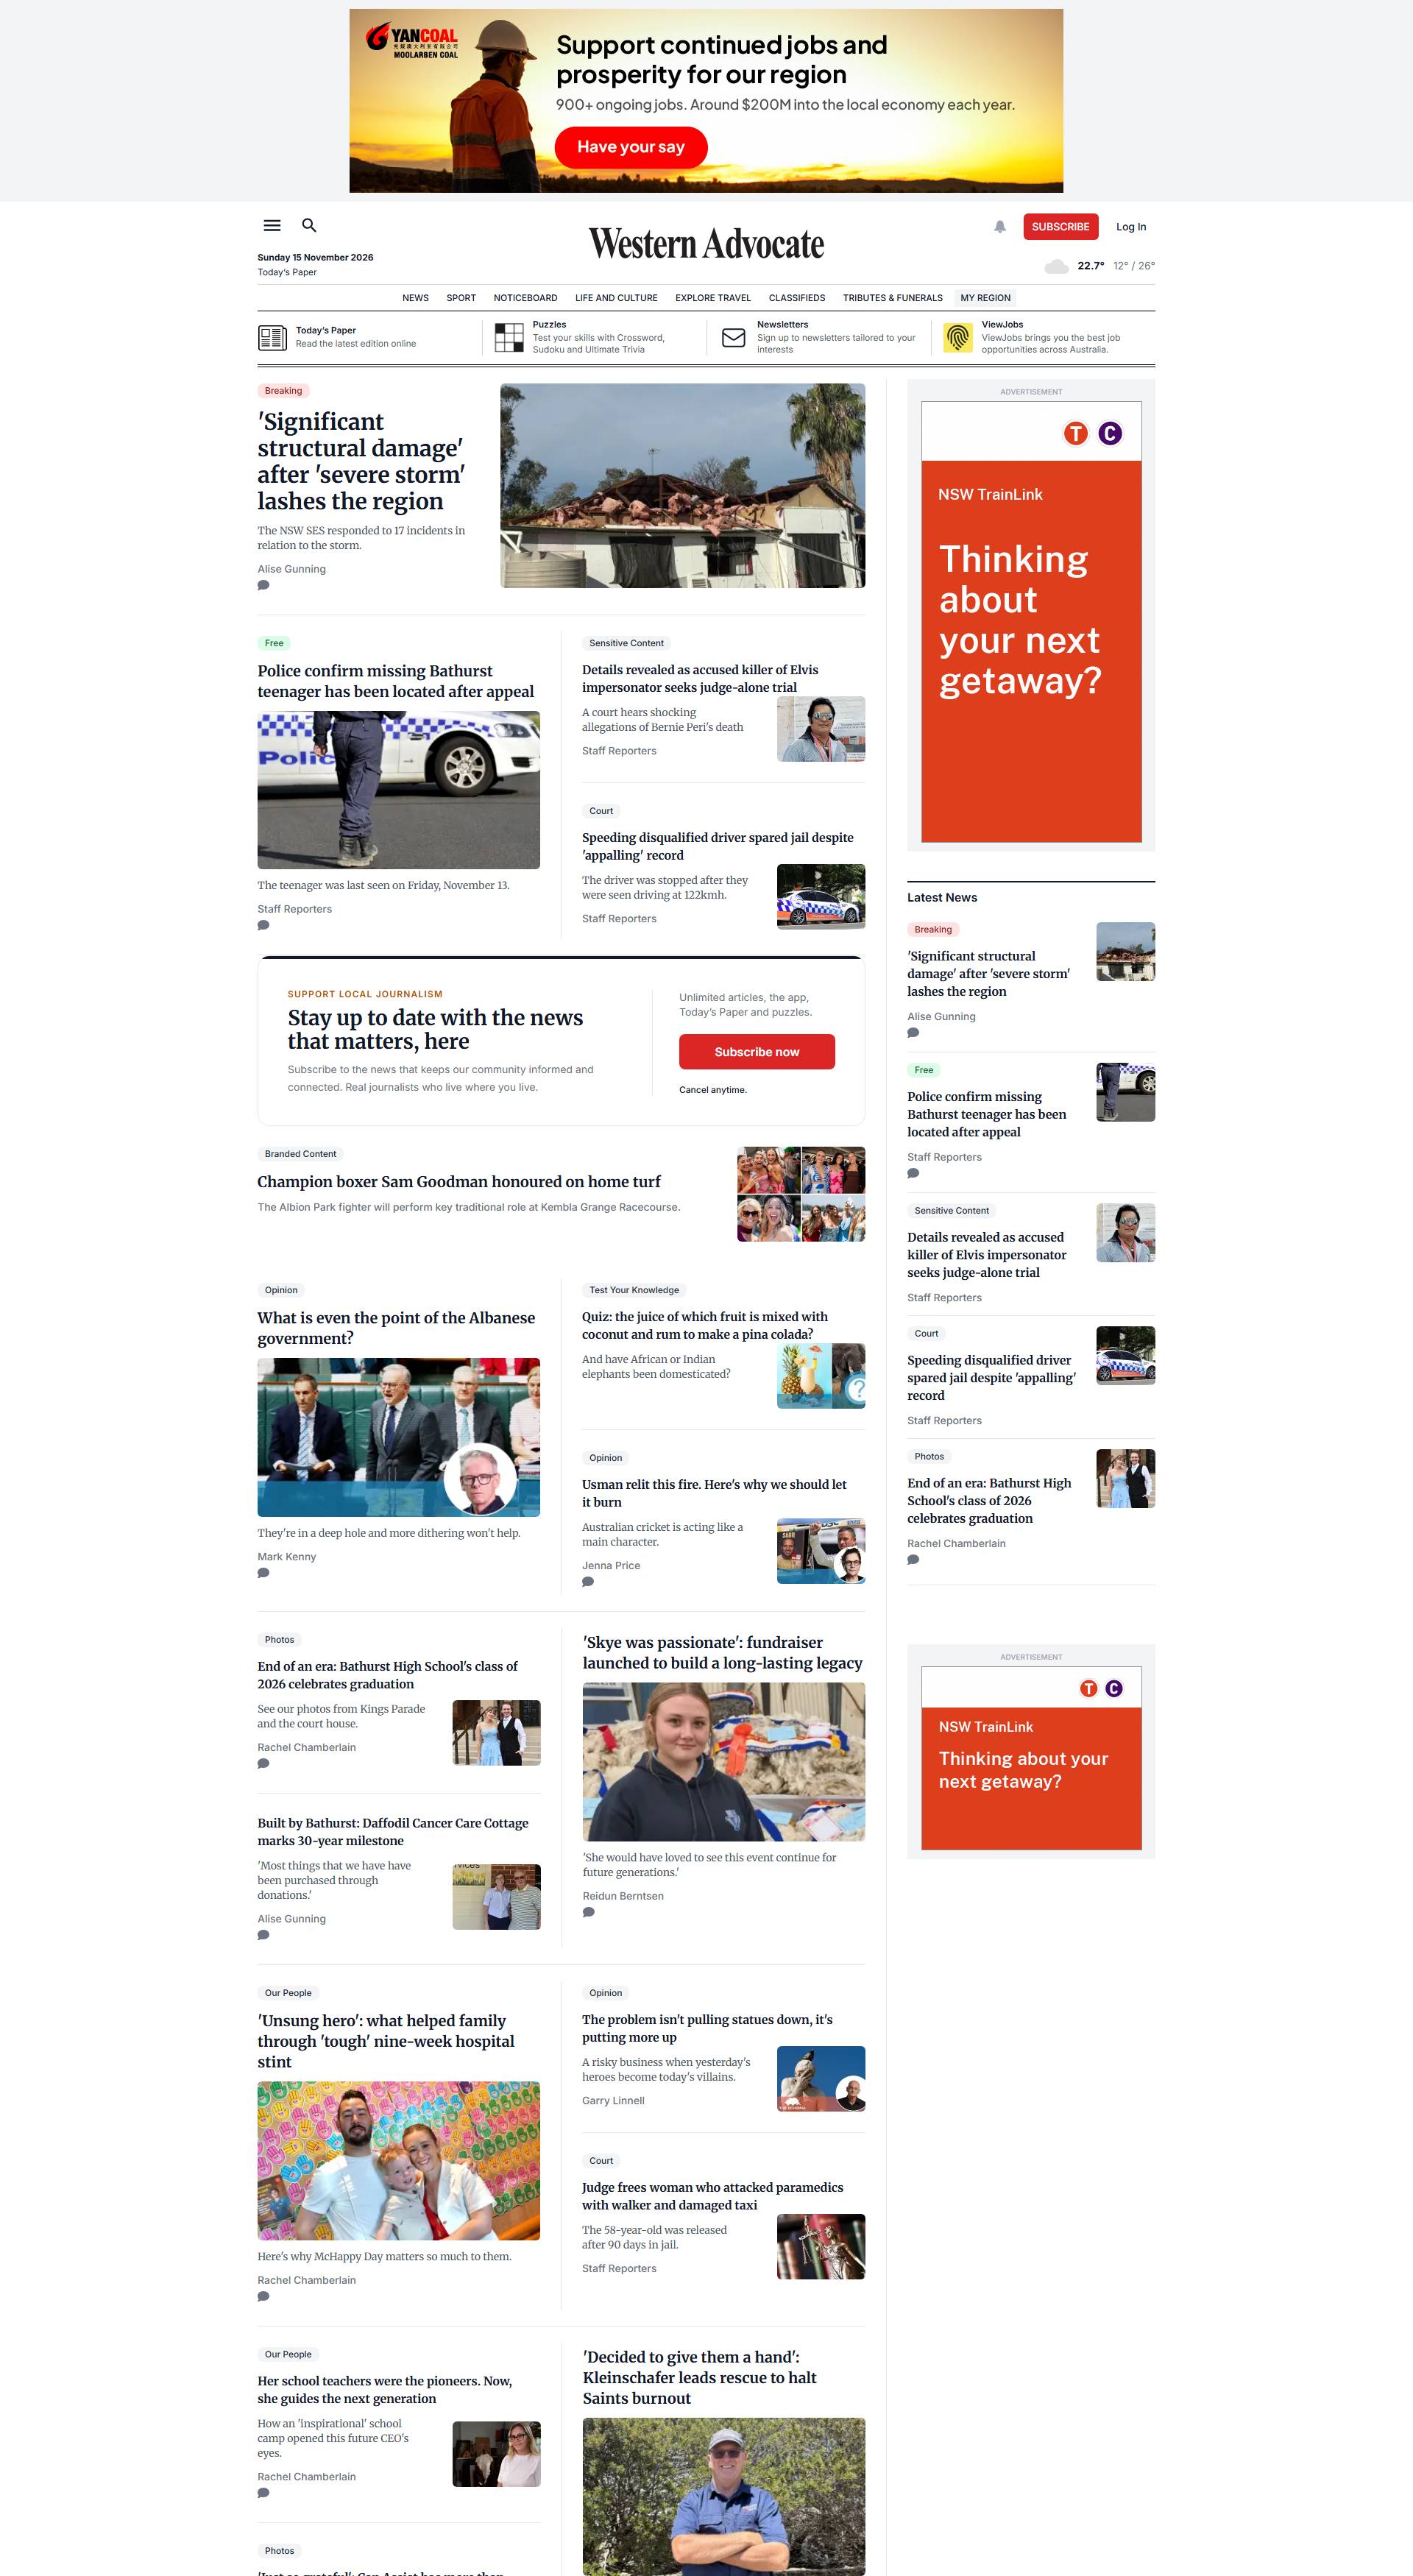 YANCOAL
MOOLARBEN COAL
Support continued jobs and
prosperity for our region
900+ ongoing jobs. Around $200M into the local economy each year.
Have your say
SUBSCRIBE
Log In
Western Advocate
Sunday 15 November 2026
Today's Paper
22.7° 12° / 26°
NEWS SPORT NOTICEBOARD LIFE AND CULTURE EXPLORE TRAVEL CLASSIFIEDS TRIBUTES & FUNERALS MY REGION
Today's Paper
Read the latest edition online
Puzzles
Test your skills with Crossword,
Sudoku and Ultimate Trivia
Newsletters
Sign up to newsletters tailored to your
interests
ViewJobs
ViewJobs brings you the best job
opportunities across Australia.
Breaking
'Significant
structural damage'
after 'severe storm'
lashes the region
The NSW SES responded to 17 incidents in
relation to the storm.
Alise Gunning
Free
Police confirm missing Bathurst
teenager has been located after appeal
Polic
The teenager was last seen on Friday, November 13.
Staff Reporters
Sensitive Content
Details revealed as accused killer of Elvis
impersonator seeks judge-alone trial
A court hears shocking
allegations of Bernie Peri's death
Staff Reporters
Court
Speeding disqualified driver spared jail despite
'appalling' record
The driver was stopped after they
were seen driving at 122kmh.
Staff Reporters
SUPPORT LOCAL JOURNALISM
Stay up to date with the news
that matters, here
Subscribe to the news that keeps our community informed and
connected. Real journalists who live where you live.
Unlimited articles, the app,
Today's Paper and puzzles.
Subscribe now
Cancel anytime.
Branded Content
Champion boxer Sam Goodman honoured on home turf
The Albion Park fighter will perform key traditional role at Kembla Grange Racecourse.
Opinion
What is even the point of the Albanese
government?
They're in a deep hole and more dithering won't help.
Mark Kenny
Test Your Knowledge
Quiz: the juice of which fruit is mixed with
coconut and rum to make a pina colada?
And have African or Indian
elephants been domesticated?
?
Opinion
Usman relit this fire. Here's why we should let
it burn
Australian cricket is acting like a
main character.
Jenna Price
Photos
End of an era: Bathurst High School's class of
2026 celebrates graduation
See our photos from Kings Parade
and the court house.
Rachel Chamberlain
Built by Bathurst: Daffodil Cancer Care Cottage
marks 30-year milestone
'Most things that we have have
been purchased through
donations.'
Alise Gunning
'Skye was passionate': fundraiser
launched to build a long-lasting legacy
'She would have loved to see this event continue for
future generations.'
Reidun Berntsen
Our People
'Unsung hero': what helped family
through 'tough' nine-week hospital
stint
Here's why McHappy Day matters so much to them.
Rachel Chamberlain
Opinion
The problem isn't pulling statues down, it's
putting more up
A risky business when yesterday's
heroes become today's villains.
Garry Linnell
Court
Judge frees woman who attacked paramedics
with walker and damaged taxi
The 58-year-old was released
after 90 days in jail.
Staff Reporters
Our People
Her school teachers were the pioneers. Now,
she guides the next generation
How an 'inspirational' school
camp opened this future CEO's
eyes.
Rachel Chamberlain
Photos
'Decided to give them a hand':
Kleinschafer leads rescue to halt
Saints burnout
ADVERTISEMENT
T C
NSW TrainLink
Thinking
about
your next
getaway?
Latest News
Breaking
'Significant structural
damage' after 'severe storm'
lashes the region
Alise Gunning
Free
Police confirm missing
Bathurst teenager has been
located after appeal
Staff Reporters
Sensitive Content
Details revealed as accused
killer of Elvis impersonator
seeks judge-alone trial
Staff Reporters
Court
Speeding disqualified driver
spared jail despite 'appalling'
record
Staff Reporters
Photos
End of an era: Bathurst High
School's class of 2026
celebrates graduation
Rachel Chamberlain
ADVERTISEMENT
T C
NSW TrainLink
Thinking about your
next getaway?